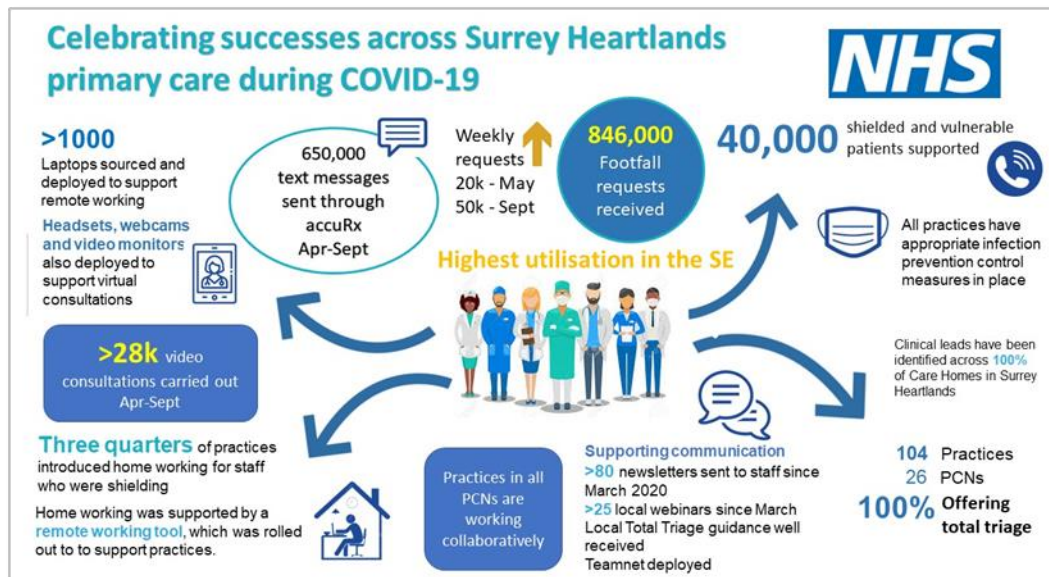 Celebrating successes across Surrey Heartlands
primary care during COVID-19
NHS
>1000
Laptops sourced and
deployed to support
remote working
Headsets, webcams
and video monitors
also deployed to
support virtual
consultations
650,000
text messages
sent through
accuRx
Apr-Sept
Weekly
requests
20k - May
50k - Sept
846,000
Footfall
requests
received
40,000 shielded and vulnerable
patients supported
All practices have
appropriate infection
prevention control
measures in place
Highest utilisation in the SE
>28k video
consultations carried out
Apr-Sept
Clinical leads have been
identified across 100%
of Care Homes in Surrey
Heartlands
Three quarters of practices
introduced home working for staff
who were shielding
Home working was supported by a
remote working tool, which was rolled
out to to support practices.
Practices in all
PCNs are
working
collaboratively
Supporting communication
>80 newsletters sent to staff since
March 2020
>25 local webinars since March
Local Total Triage guidance well
received
Teamnet deployed
104 Practices
26 PCNs
100% Offering
total triage